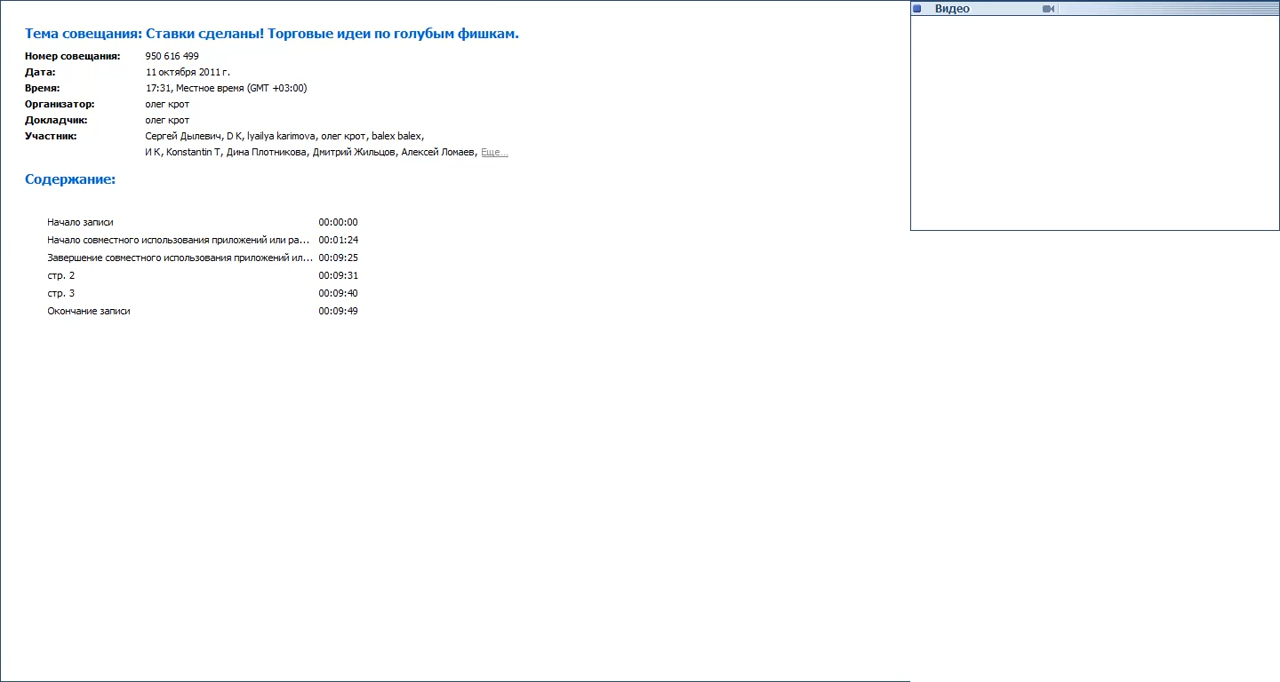 Тема совещания: Ставки сделаны! Торговые идеи по голубым фишкам.
Номер совещания: 950 616 499
Дата: 11 октября 2011 г.
Время: 17:31, Местное время (GMT +03:00)
Организатор: олег крот
Докладчик: олег крот
Участник: Сергей Дылевич, D K, lyailya karimova, олег крот, balex balex,
И К, Konstantin T, Дина Плотникова, Дмитрий Жильцов, Алексей Ломаев, Еще...
Содержание:
Начало записи 00:00:00
Начало совместного использования приложений или ра... 00:01:24
Завершение совместного использования приложений ил... 00:09:25
стр. 2 00:09:31
стр. 3 00:09:40
Окончание записи 00:09:49
Видео